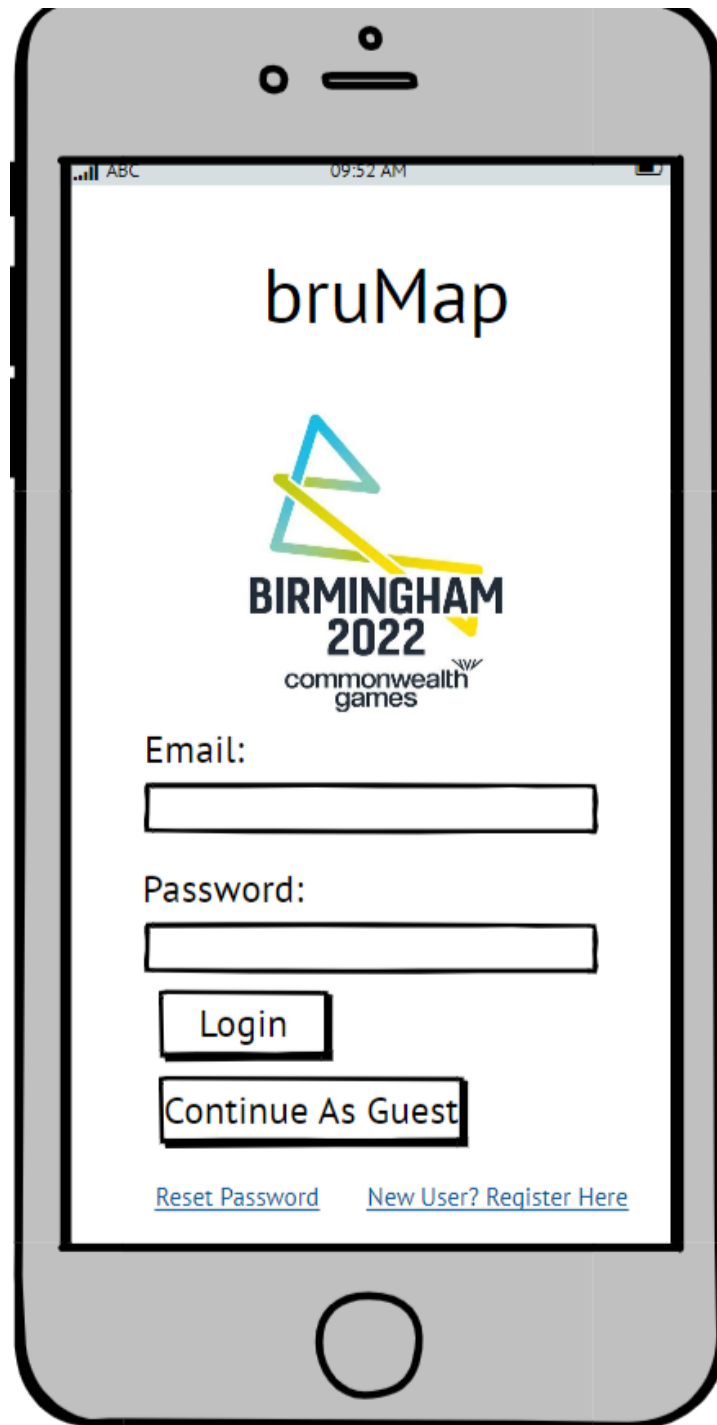 ABC 09:52 AM
bruMap
BIRMINGHAM
2022
commonwealth
games
Email:
Password:
Login
Continue As Guest
Reset Password New User? Register Here